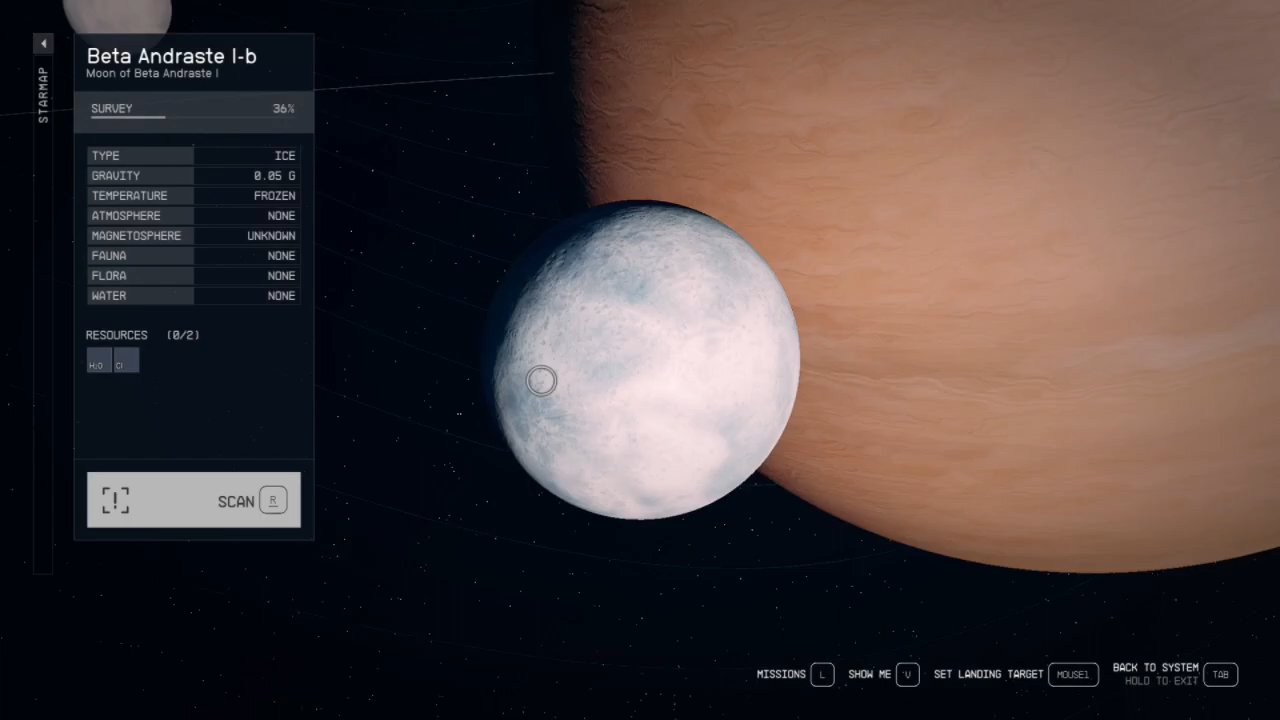 STARMAP
Beta Andraste I-b
Moon of Beta Andraste I
SURVEY 36%
TYPE ICE
GRAVITY 0.05 G
TEMPERATURE FROZEN
ATMOSPHERE NONE
MAGNETOSPHERE UNKNOWN
FAUNA NONE
FLORA NONE
WATER NONE
RESOURCES (0/2)
H₂O Cl
SCAN R
MISSIONS L SHOW ME V SET LANDING TARGET MOUSE1 BACK TO SYSTEM TAB
HOLD TO EXIT